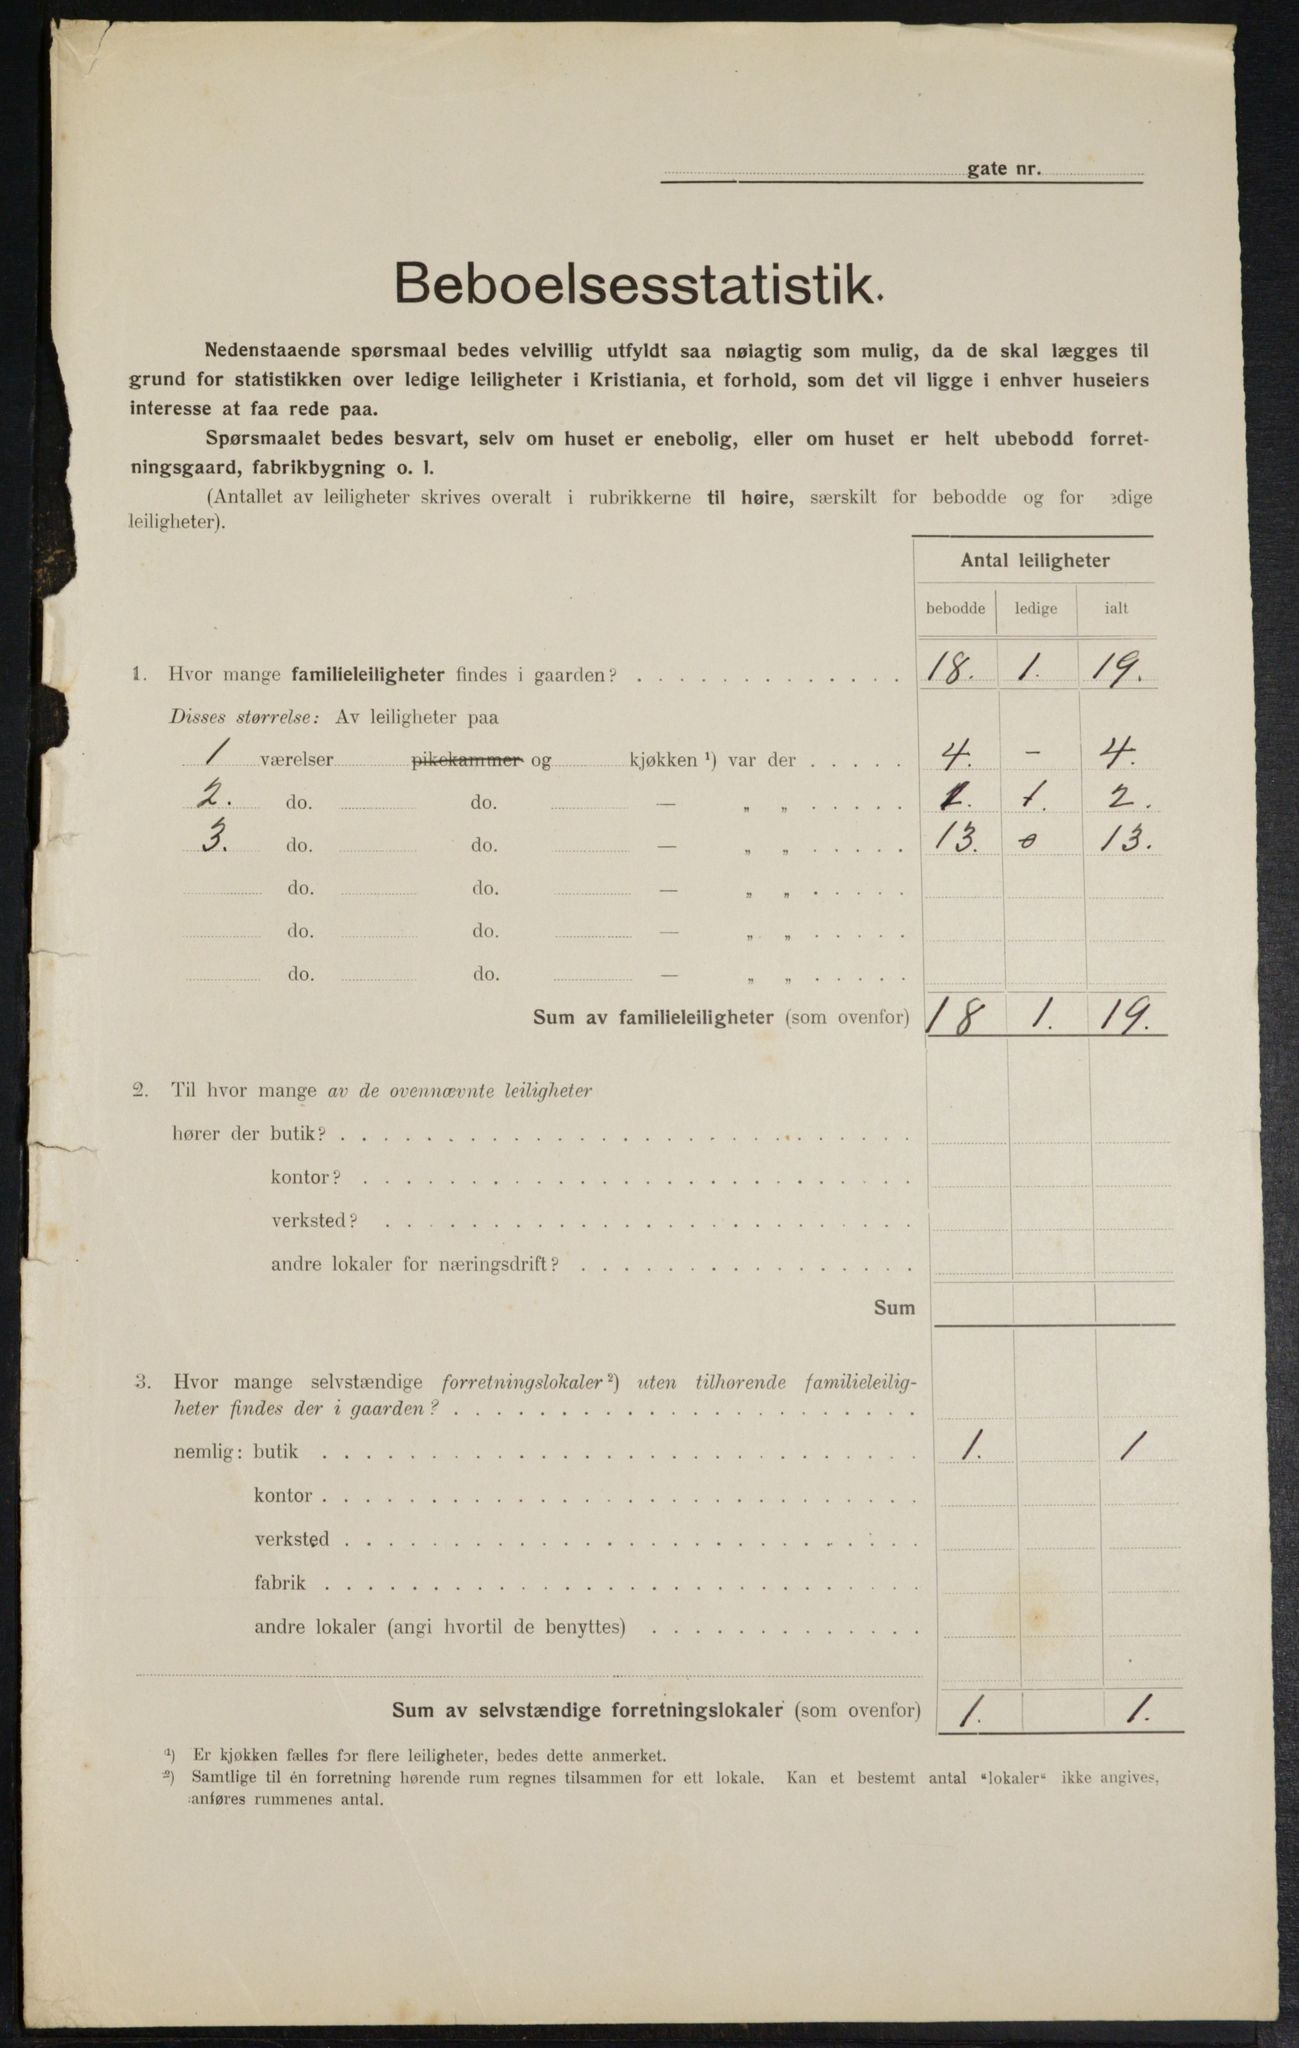 gate nr.
Beboelsesstatistik.
Nedenstaaende spørsmaal bedes velvillig utfyldt saa nøiagtig som mulig, da de skal lægges til
grund for statistikken over ledige leiligheter i Kristiania, et forhold, som det vil ligge i enhver huseiers
interesse at faa rede paa.
Spørsmaalet bedes besvart, selv om huset er enebolig, eller om huset er helt ubebodd forret-
ningsgaard, fabrikbygning o. l.
(Antallet av leiligheter skrives overalt i rubrikkerne til høire, særskilt for bebodde og for edige
leiligheter).
Antal leiligheter
bebodde ledige ialt
1. Hvor mange familieleiligheter findes i gaarden? . . . . . . . . . . . . 18. 1. 19.
Disses størrelse: Av leiligheter paa
1 værelser pikekammer og kjøkken ¹) var der . . . . . 4. – 4.
2. do. do. — „ „ . . . . . 1. 1. 2.
3. do. do. — „ „ . . . . . 13. 0 13.
do. do. — „ „ . . . . .
do. do. — „ „ . . . . .
do. do. — „ „ . . . . .
Sum av familieleiligheter (som ovenfor) 18 1. 19.
2. Til hvor mange av de ovennævnte leiligheter
hører der butik? . . . . . . . . . .
kontor? . . . . . . . . . .
verksted? . . . . . . . . . .
andre lokaler for næringsdrift? . . . . . . . . . .
Sum
3. Hvor mange selvstændige forretningslokaler ²) uten tilhørende familieleilig-
heter findes der i gaarden? . . . . . . . . . .
nemlig: butik . . . . . . . . . . 1. 1
kontor . . . . . . . . . .
verksted . . . . . . . . . .
fabrik . . . . . . . . . .
andre lokaler (angi hvortil de benyttes) . . . . . . . . . .
Sum av selvstændige forretningslokaler (som ovenfor) 1. 1.
¹) Er kjøkken fælles for flere leiligheter, bedes dette anmerket.
²) Samtlige til én forretning hørende rum regnes tilsammen for ett lokale. Kan et bestemt antal “lokaler“ ikke angives,
anføres rummenes antal.